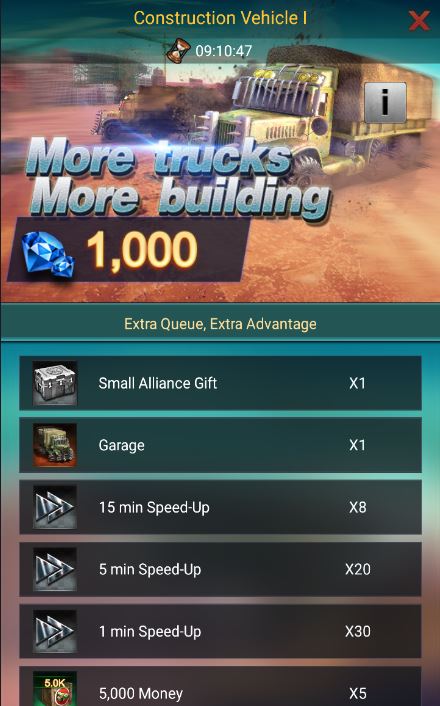 Construction Vehicle I
09:10:47
i
More trucks
More building
1,000
Extra Queue, Extra Advantage
Small Alliance Gift X1
Garage X1
15 min Speed-Up X8
5 min Speed-Up X20
1 min Speed-Up X30
5.0K
5,000 Money X5